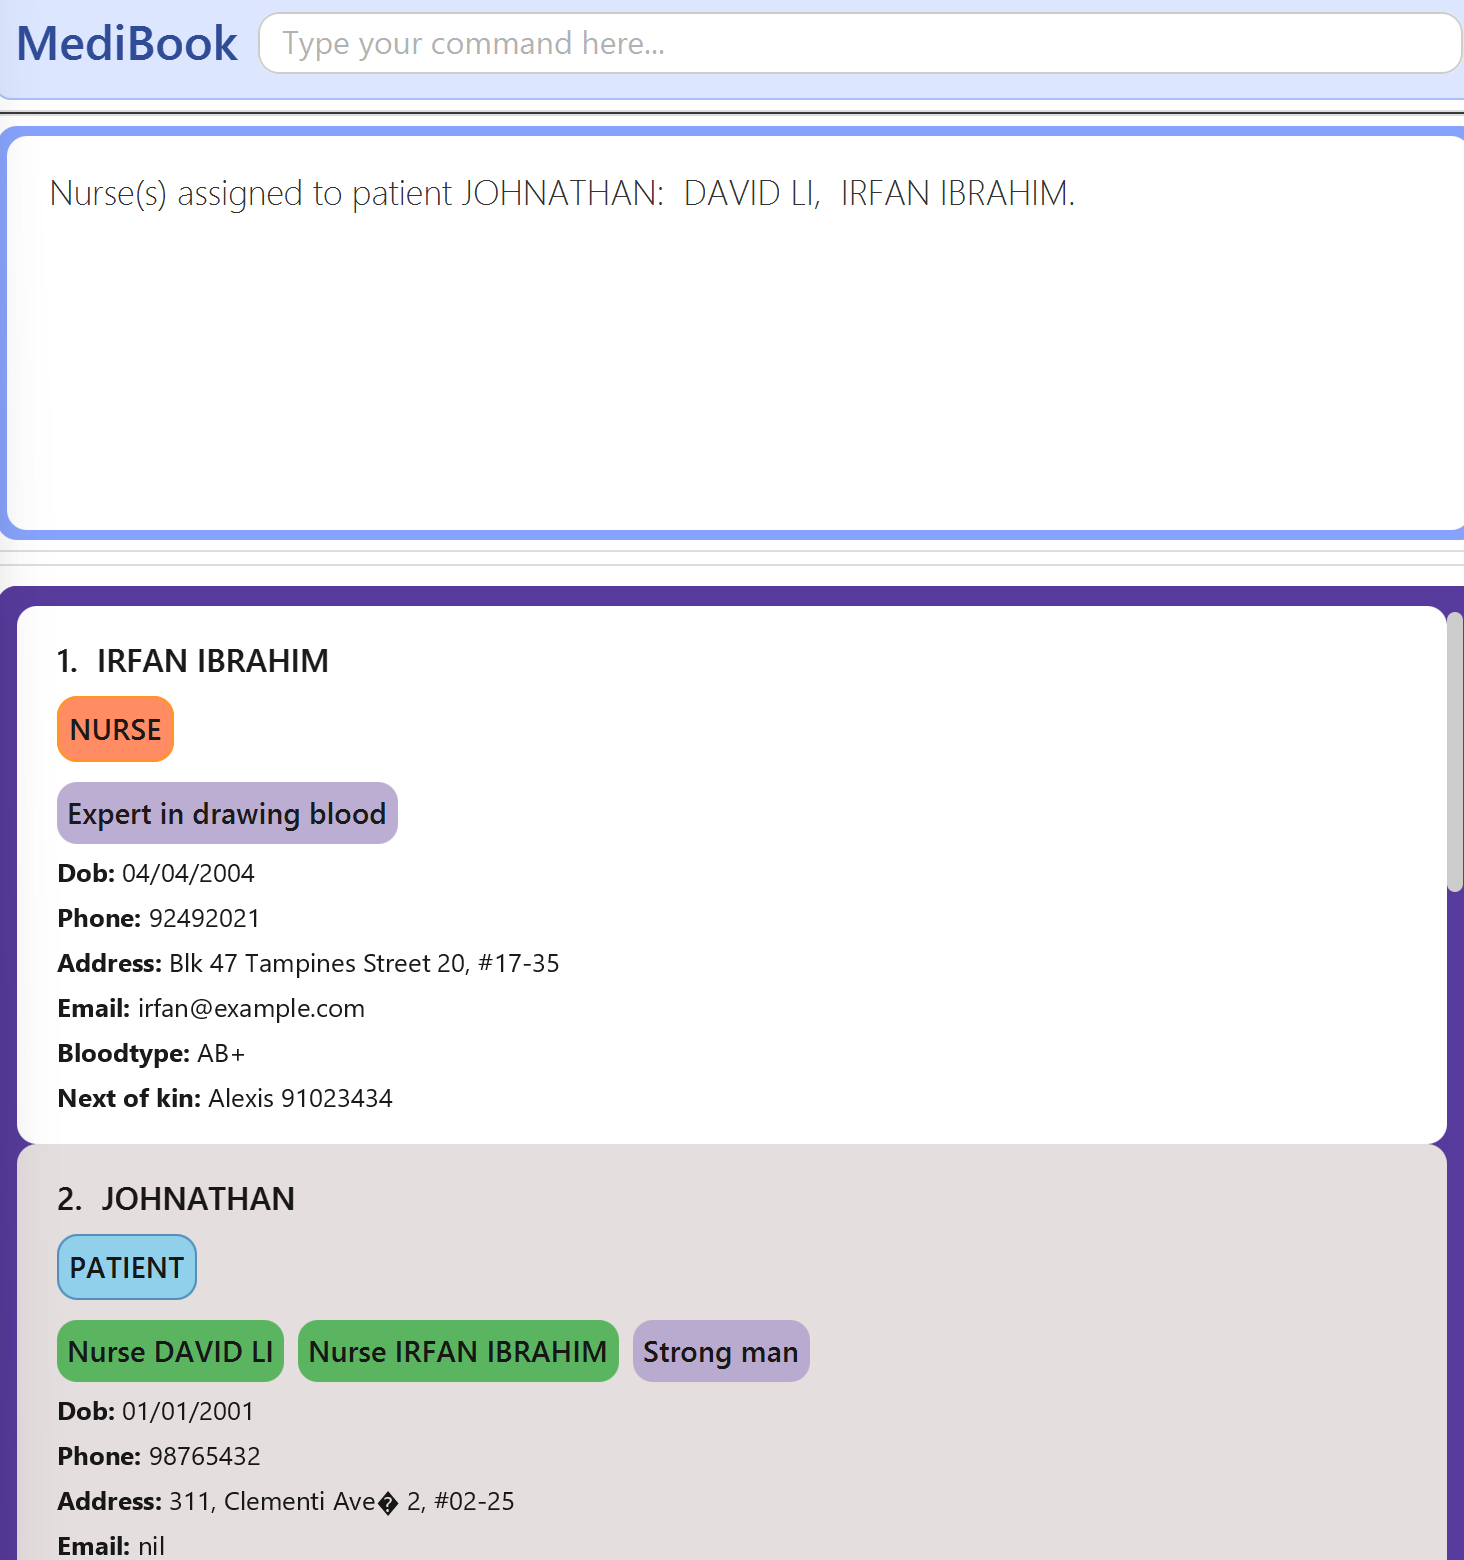 MediBook Type your command here...
Nurse(s) assigned to patient JOHNATHAN: DAVID LI, IRFAN IBRAHIM.
1. IRFAN IBRAHIM
NURSE
Expert in drawing blood
Dob: 04/04/2004
Phone: 92492021
Address: Blk 47 Tampines Street 20, #17-35
Email: irfan@example.com
Bloodtype: AB+
Next of kin: Alexis 91023434
2. JOHNATHAN
PATIENT
Nurse DAVID LI Nurse IRFAN IBRAHIM Strong man
Dob: 01/01/2001
Phone: 98765432
Address: 311, Clementi Ave� 2, #02-25
Email: nil